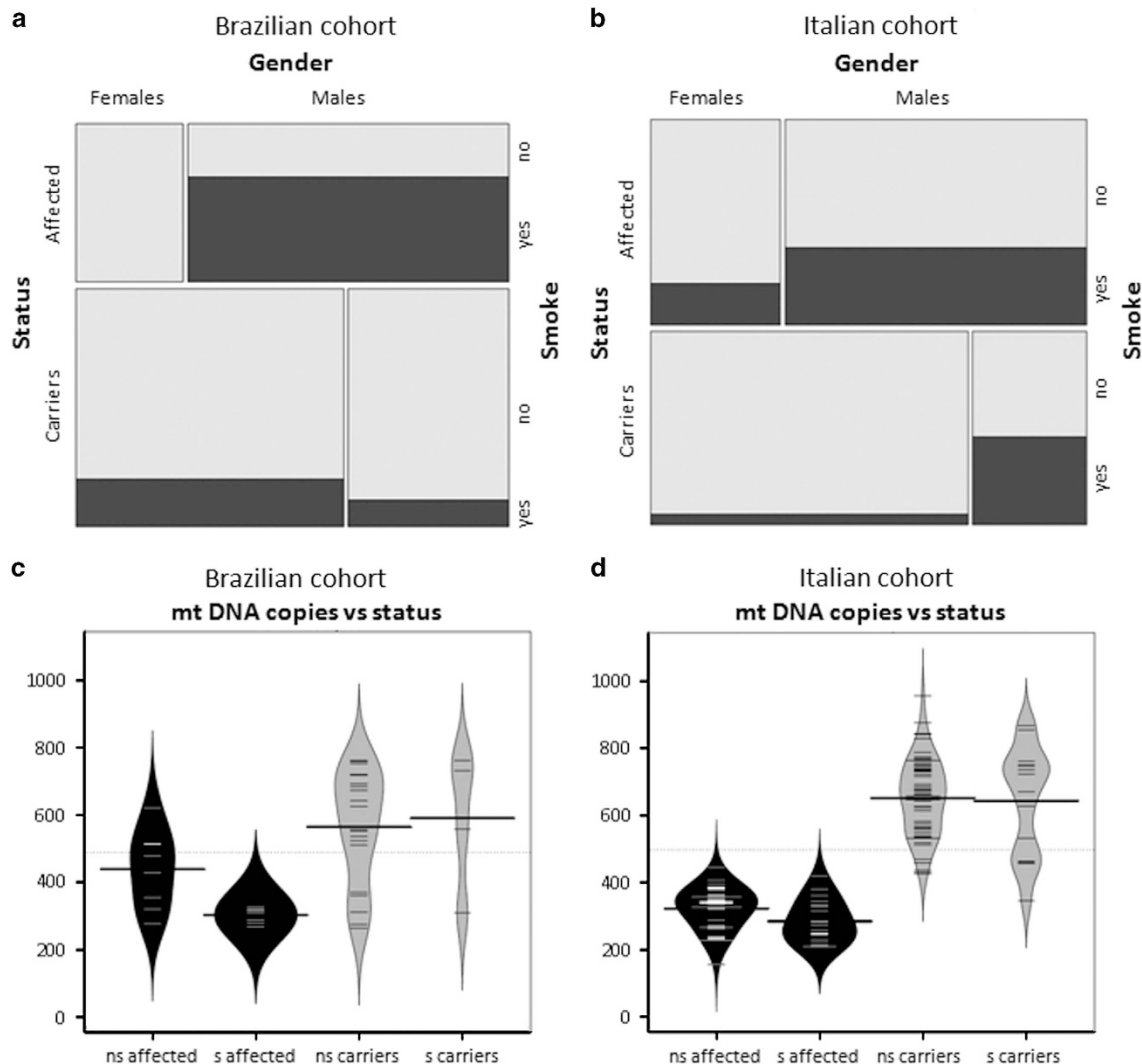 a
Brazilian cohort
Gender
Females Males
Status
Affected
Carriers
no
yes
no
yes
Smoke
b
Italian cohort
Gender
Females Males
Status
Affected
Carriers
no
yes
no
yes
Smoke
c
Brazilian cohort
mt DNA copies vs status
1000
800
600
400
200
0
ns affected s affected ns carriers s carriers
d
Italian cohort
mt DNA copies vs status
1000
800
600
400
200
0
ns affected s affected ns carriers s carriers